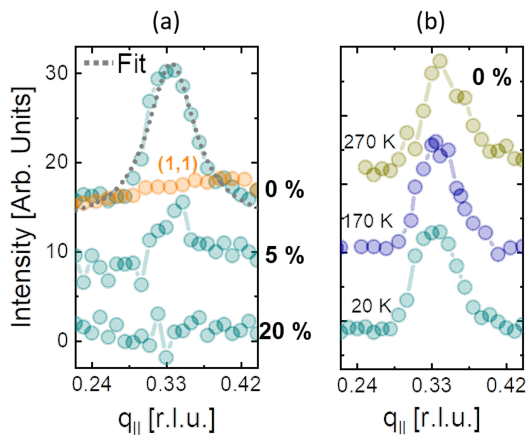 (a)
(b)
Fit
(1,1)
0 %
5 %
20 %
Intensity [Arb. Units]
30
20
10
0
0.24 0.33 0.42
q|| [r.l.u.]
0 %
270 K
170 K
20 K
0.24 0.33 0.42
q|| [r.l.u.]